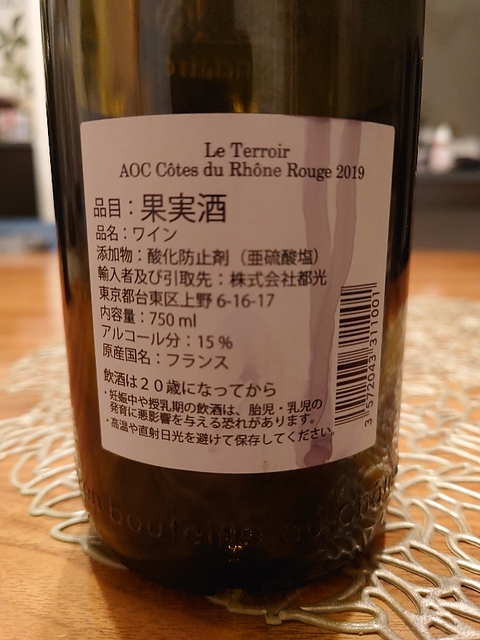 Le Terroir
AOC Côtes du Rhône Rouge 2019
品目：果実酒
品名：ワイン
添加物：酸化防止剤（亜硫酸塩）
輸入者及び引取先：株式会社都光
東京都台東区上野 6-16-17
内容量：750 ml
アルコール分：15 %
原産国名：フランス
飲酒は２０歳になってから
・妊娠中や授乳期の飲酒は、胎児・乳児の
発育に悪影響を与える恐れがあります。
・高温や直射日光を避けて保存してください。
3 572043 311001
en bouteille au Château